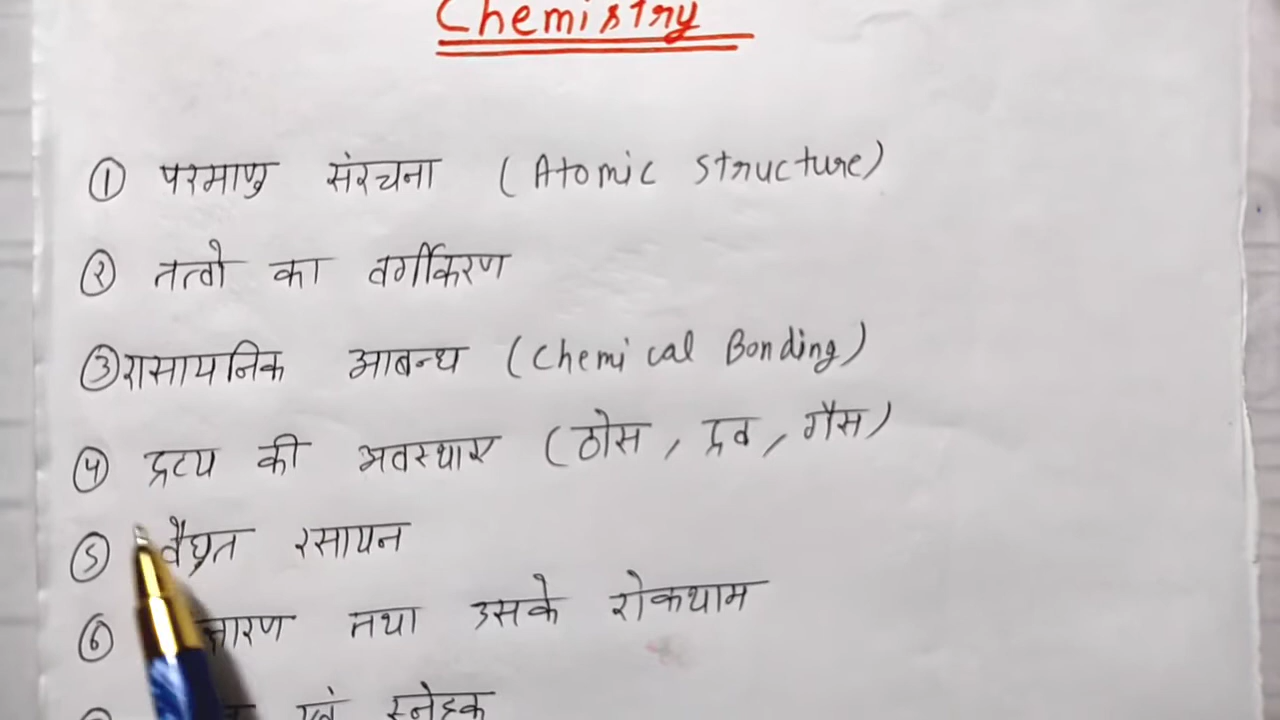 Chemistry
① परमाणु संरचना (Atomic Structure)
② तत्वो का वर्गीकरण
③ रासायनिक आबन्ध (Chemical Bonding)
④ द्रव्य की अवस्थाए (ठोस, द्रव, गैस)
⑤ वैधुत रसायन
⑥ तथा उसके रोकथाम
एवं स्नेहक